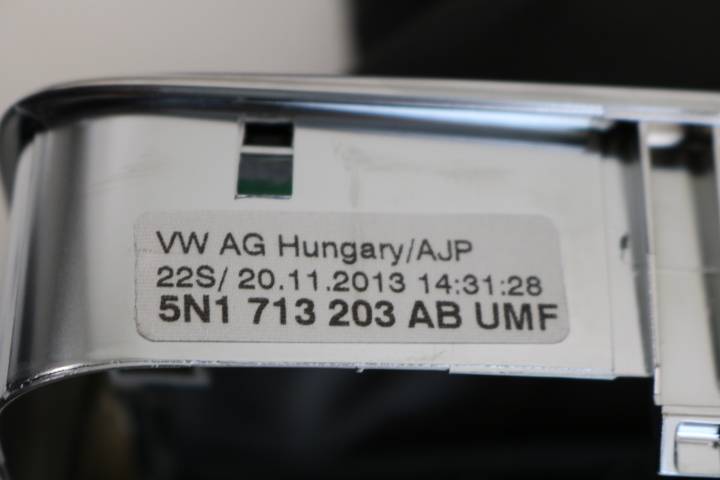 VW AG Hungary/AJP
22S/ 20.11.2013 14:31:28
5N1 713 203 AB UMF